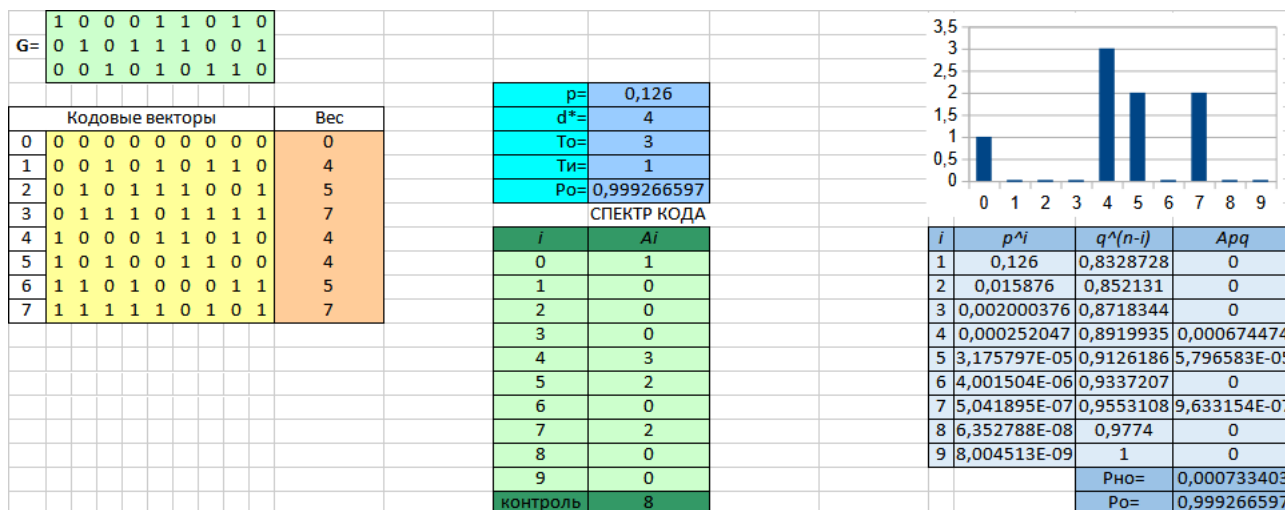 1 0 0 0 1 1 0 1 0
G= 0 1 0 1 1 1 0 0 1
0 0 1 0 1 0 1 1 0
Кодовые векторы Вес
0 0 0 0 0 0 0 0 0 0 0
1 0 0 1 0 1 0 1 1 0 4
2 0 1 0 1 1 1 0 0 1 5
3 0 1 1 1 0 1 1 1 1 7
4 1 0 0 0 1 1 0 1 0 4
5 1 0 1 0 0 1 1 0 0 4
6 1 1 0 1 0 0 0 1 1 5
7 1 1 1 1 1 0 1 0 1 7
p= 0,126
d*= 4
То= 3
Ти= 1
Ро= 0,999266597
СПЕКТР КОДА
i Ai
0 1
1 0
2 0
3 0
4 3
5 2
6 0
7 2
8 0
9 0
контроль 8
3,5
3
2,5
2
1,5
1
0,5
0
0 1 2 3 4 5 6 7 8 9
i p^i q^(n-i) Apq
1 0,126 0,8328728 0
2 0,015876 0,852131 0
3 0,002000376 0,8718344 0
4 0,000252047 0,8919935 0,000674474
5 3,175797E-05 0,9126186 5,796583E-05
6 4,001504E-06 0,9337207 0
7 5,041895E-07 0,9553108 9,633154E-07
8 6,352788E-08 0,9774 0
9 8,004513E-09 1 0
Рно= 0,000733403
Ро= 0,999266597